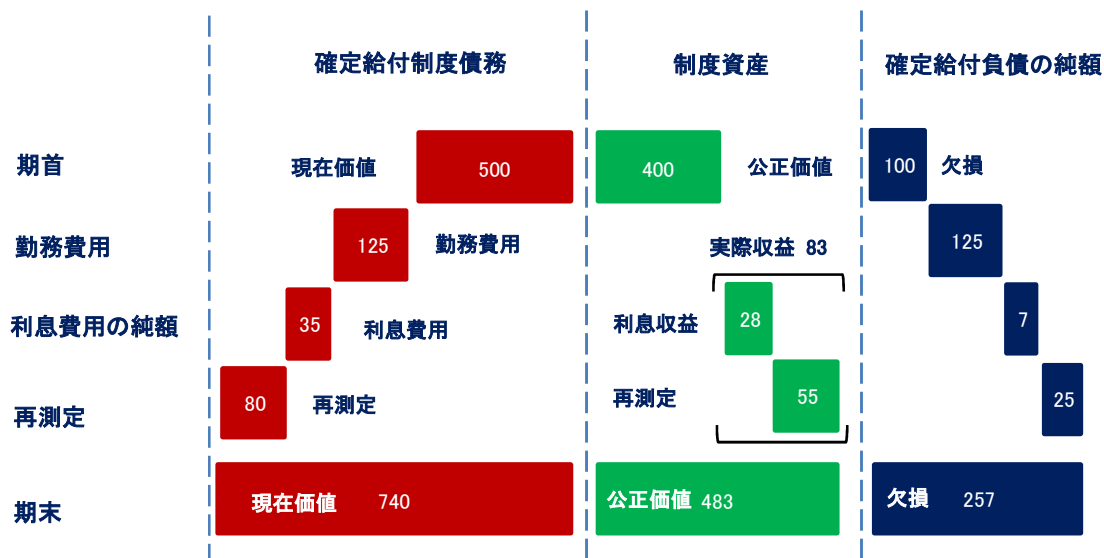 確定給付制度債務
制度資産
確定給付負債の純額
期首
現在価値
500
400
公正価値
100
欠損
勤務費用
125
勤務費用
実際収益 83
125
利息費用の純額
35
利息費用
利息収益
28
7
再測定
80
再測定
再測定
55
25
期末
現在価値 740
公正価値 483
欠損 257